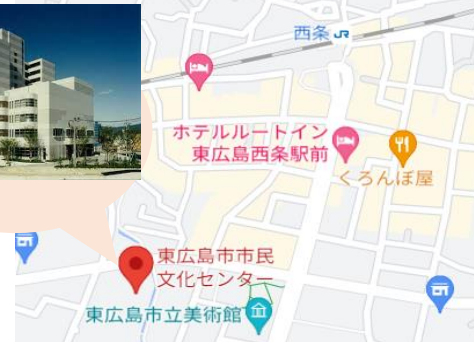 西条 JR
ホテルルートイン
東広島西条駅前
くろんぼ屋
東広島市市民
文化センター
東広島市立美術館